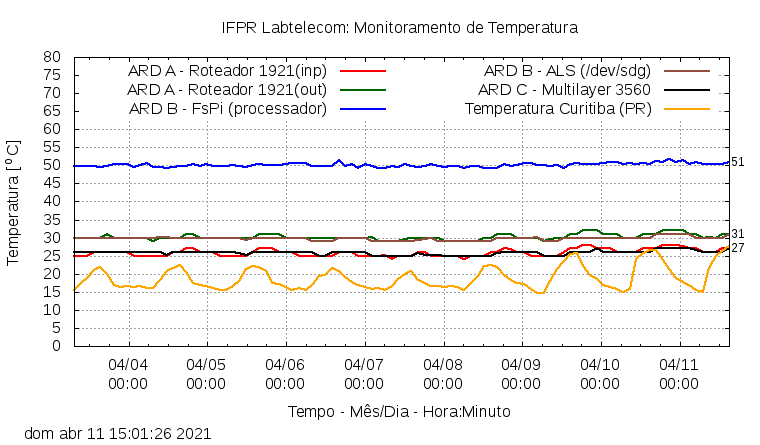 IFPR Labtelecom: Monitoramento de Temperatura
80
75
70
65
60
55
50
45
40
35
30
25
20
15
10
5
0
Temperatura [ºC]
ARD A - Roteador 1921(inp)
ARD A - Roteador 1921(out)
ARD B - FsPi (processador)
ARD B - ALS (/dev/sdg)
ARD C - Multilayer 3560
Temperatura Curitiba (PR)
51
31
27
04/04 04/05 04/06 04/07 04/08 04/09 04/10 04/11
00:00 00:00 00:00 00:00 00:00 00:00 00:00 00:00
Tempo - Mês/Dia - Hora:Minuto
dom abr 11 15:01:26 2021